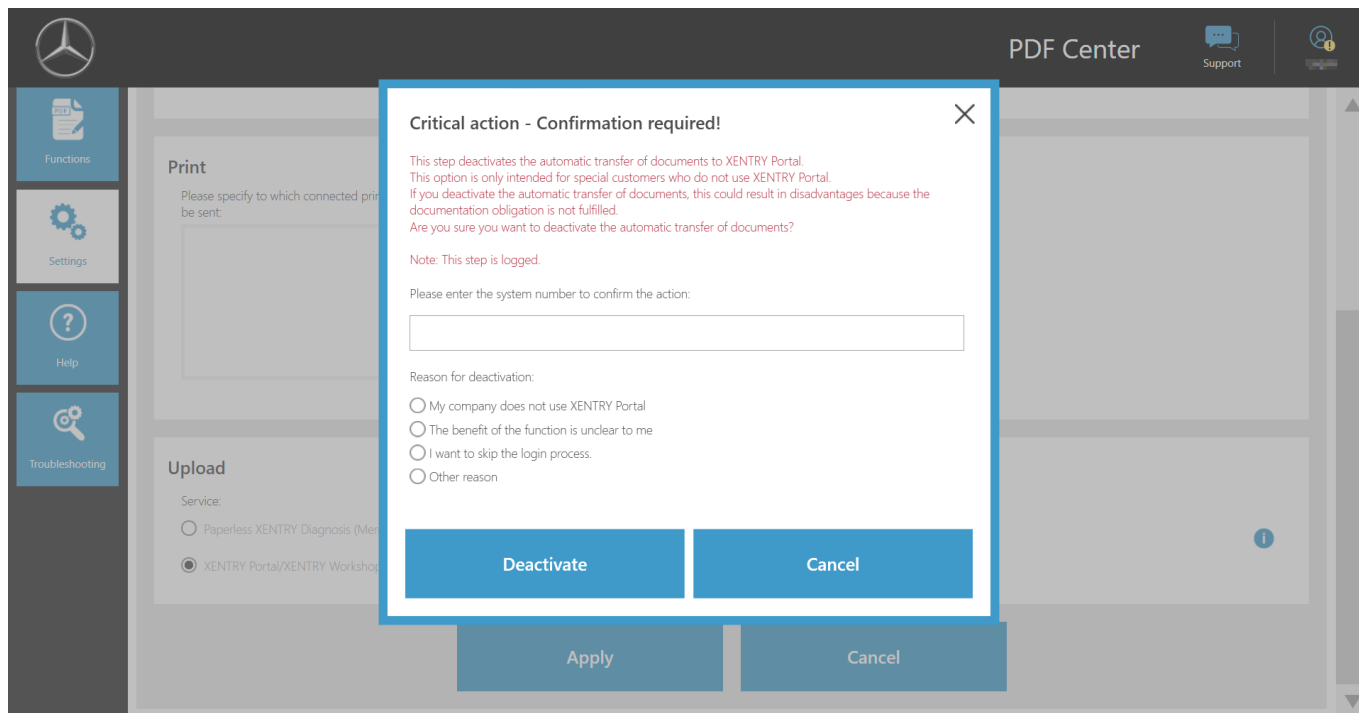 PDF Center
Support
PDF
Functions
Settings
Help
Troubleshooting
Print
Please specify to which connected
be sent:
Upload
Service:
Paperless XENTRY Diagnosis
XENTRY Portal/XENTRY
Critical action - Confirmation required!
This step deactivates the automatic transfer of documents to XENTRY Portal.
This option is only intended for special customers who do not use XENTRY Portal.
If you deactivate the automatic transfer of documents, this could result in disadvantages because the
documentation obligation is not fulfilled.
Are you sure you want to deactivate the automatic transfer of documents?
Note: This step is logged.
Please enter the system number to confirm the action:
Reason for deactivation:
My company does not use XENTRY Portal
The benefit of the function is unclear to me
I want to skip the login process.
Other reason
Deactivate
Cancel
Apply
Cancel